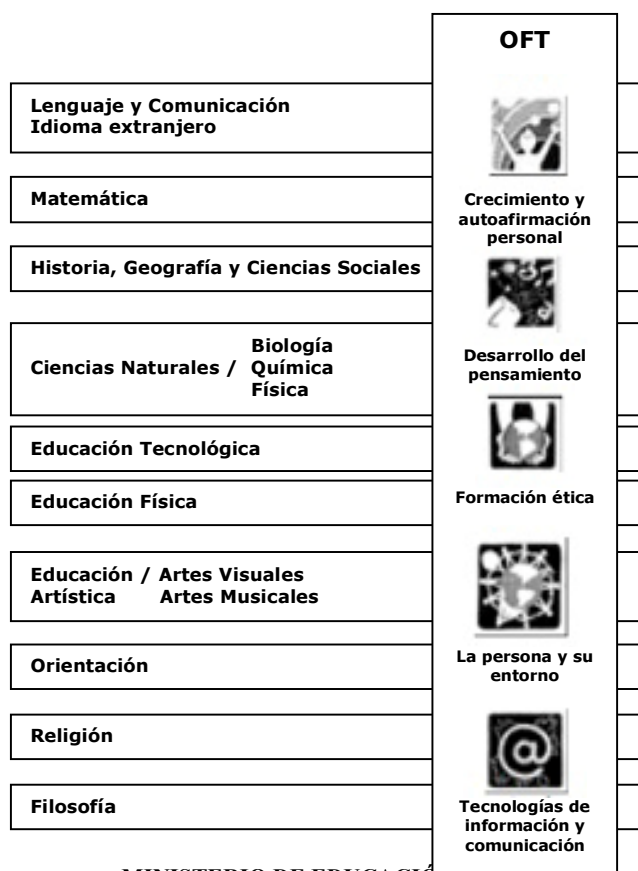 OFT
Lenguaje y Comunicación
Idioma extranjero
Matemática
Historia, Geografía y Ciencias Sociales
Biología
Ciencias Naturales / Química
Física
Educación Tecnológica
Educación Física
Educación / Artes Visuales
Artística Artes Musicales
Orientación
Religión
Filosofía
Crecimiento y
autoafirmación
personal
Desarrollo del
pensamiento
Formación ética
La persona y su
entorno
@
Tecnologías de
información y
comunicación
MINISTERIO DE